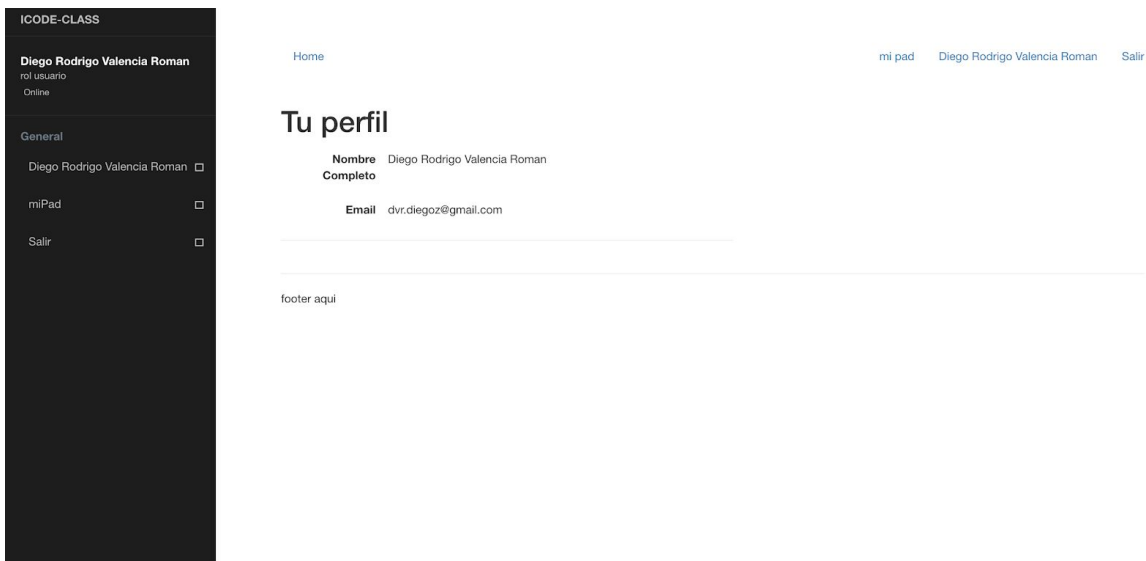 ICODE-CLASS
Diego Rodrigo Valencia Roman
rol usuario
Online
General
Diego Rodrigo Valencia Roman
miPad
Salir
Home
mi pad
Diego Rodrigo Valencia Roman
Salir
Tu perfil
Nombre Diego Rodrigo Valencia Roman
Completo
Email dvr.diegoz@gmail.com
footer aqui